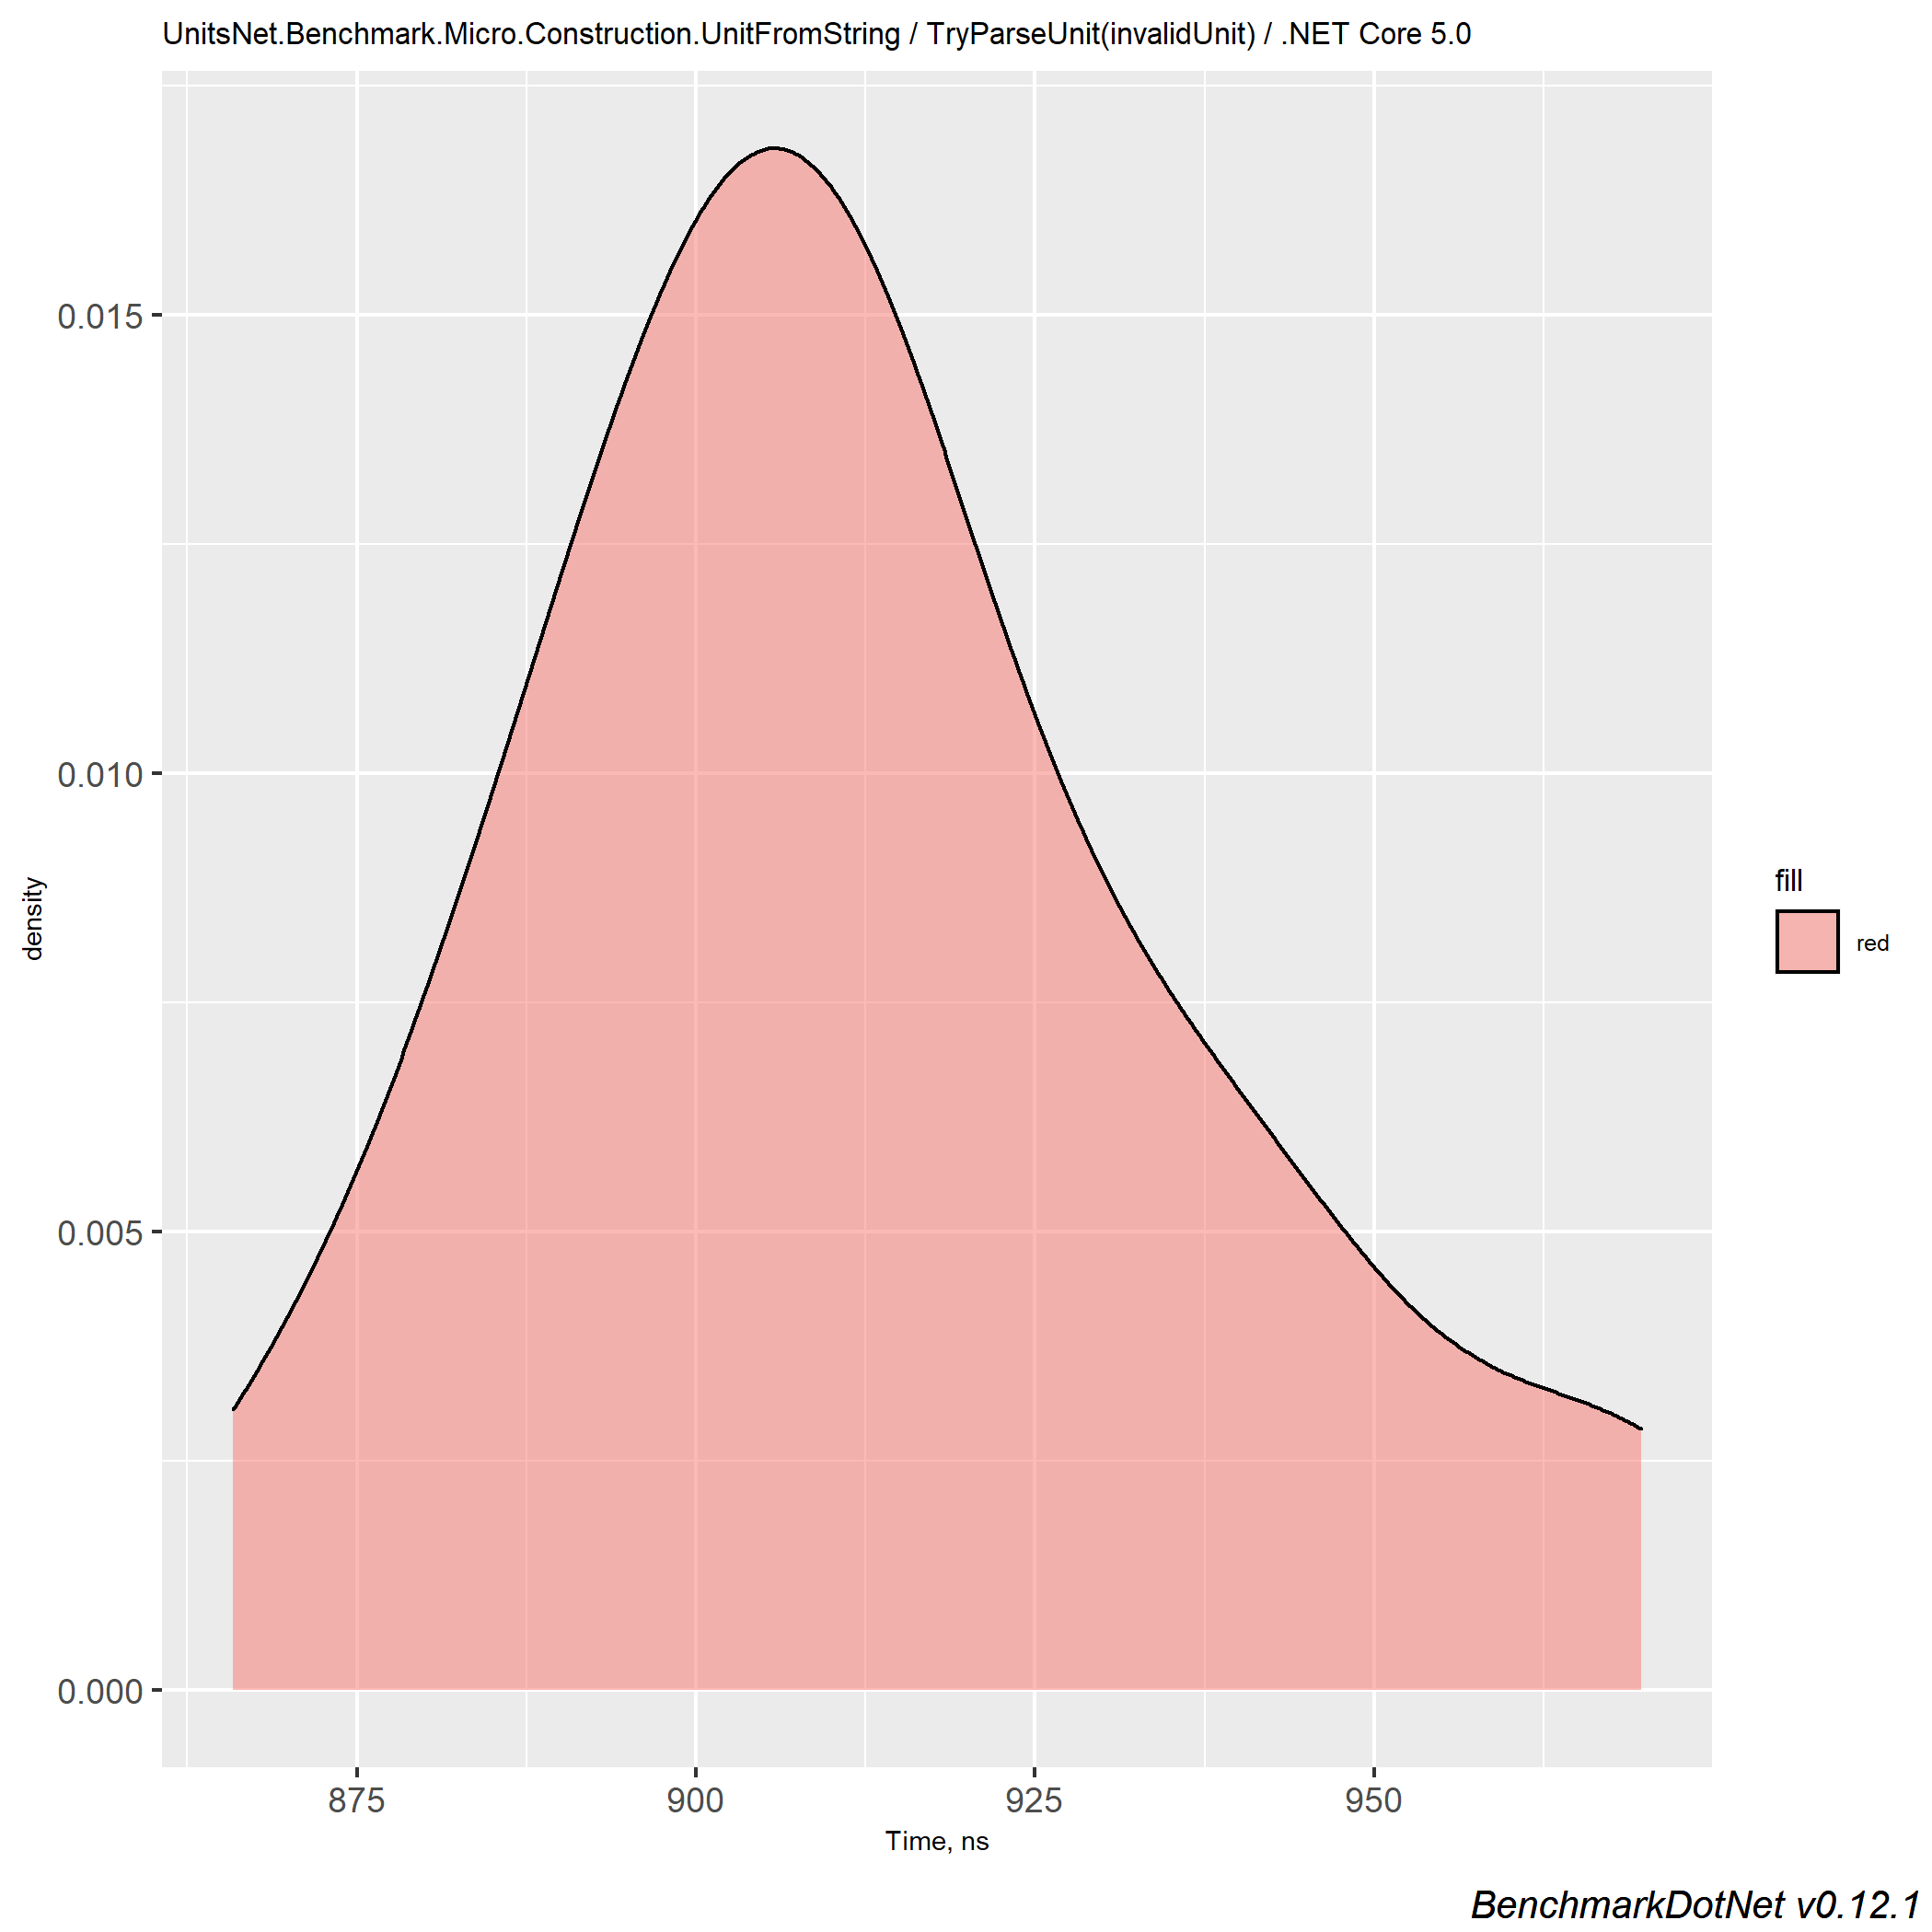 UnitsNet.Benchmark.Micro.Construction.UnitFromString / TryParseUnit(invalidUnit) / .NET Core 5.0
0.015
0.010
0.005
0.000
density
875 900 925 950
Time, ns
fill
red
BenchmarkDotNet v0.12.1